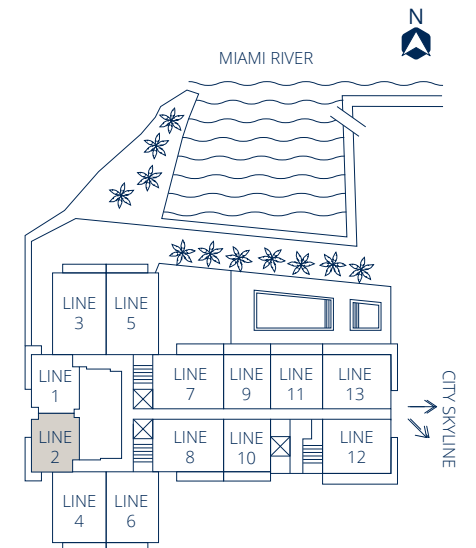 N
MIAMI RIVER
LINE
3
LINE
5
LINE
1
LINE
7
LINE
9
LINE
11
LINE
13
CITY SKYLINE
LINE
2
LINE
8
LINE
10
LINE
12
LINE
4
LINE
6